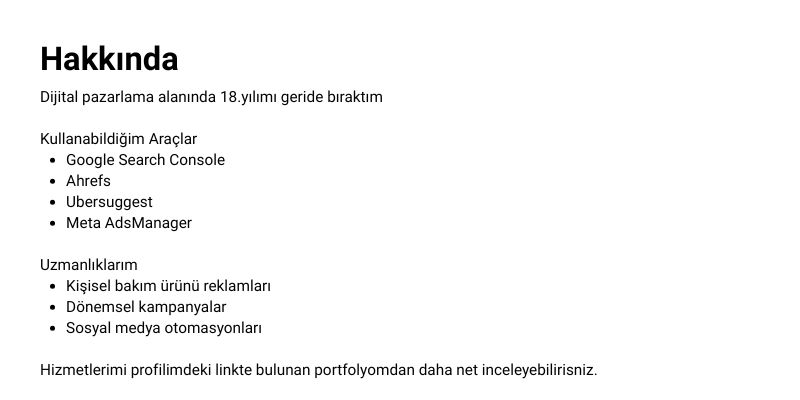 Hakkında
Dijital pazarlama alanında 18.yılımı geride bıraktım
Kullanabildiğim Araçlar
• Google Search Console
• Ahrefs
• Ubersuggest
• Meta AdsManager
Uzmanlıklarım
• Kişisel bakım ürünü reklamları
• Dönemsel kampanyalar
• Sosyal medya otomasyonları
Hizmetlerimi profilimdeki linkte bulunan portfolyomdan daha net inceleyebilirisniz.